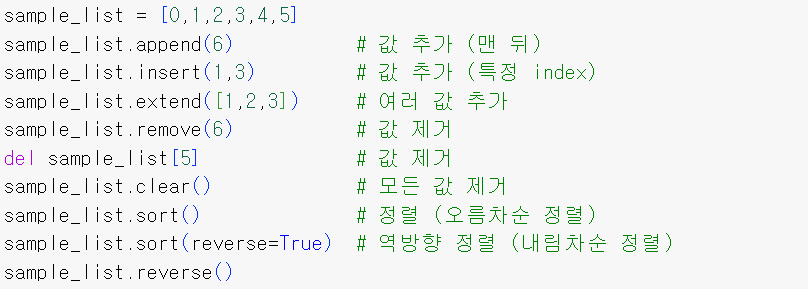 sample_list = [0,1,2,3,4,5]
sample_list.append(6) # 값 추가 (맨 뒤)
sample_list.insert(1,3) # 값 추가 (특정 index)
sample_list.extend([1,2,3]) # 여러 값 추가
sample_list.remove(6) # 값 제거
del sample_list[5] # 값 제거
sample_list.clear() # 모든 값 제거
sample_list.sort() # 정렬 (오름차순 정렬)
sample_list.sort(reverse=True) # 역방향 정렬 (내림차순 정렬)
sample_list.reverse()